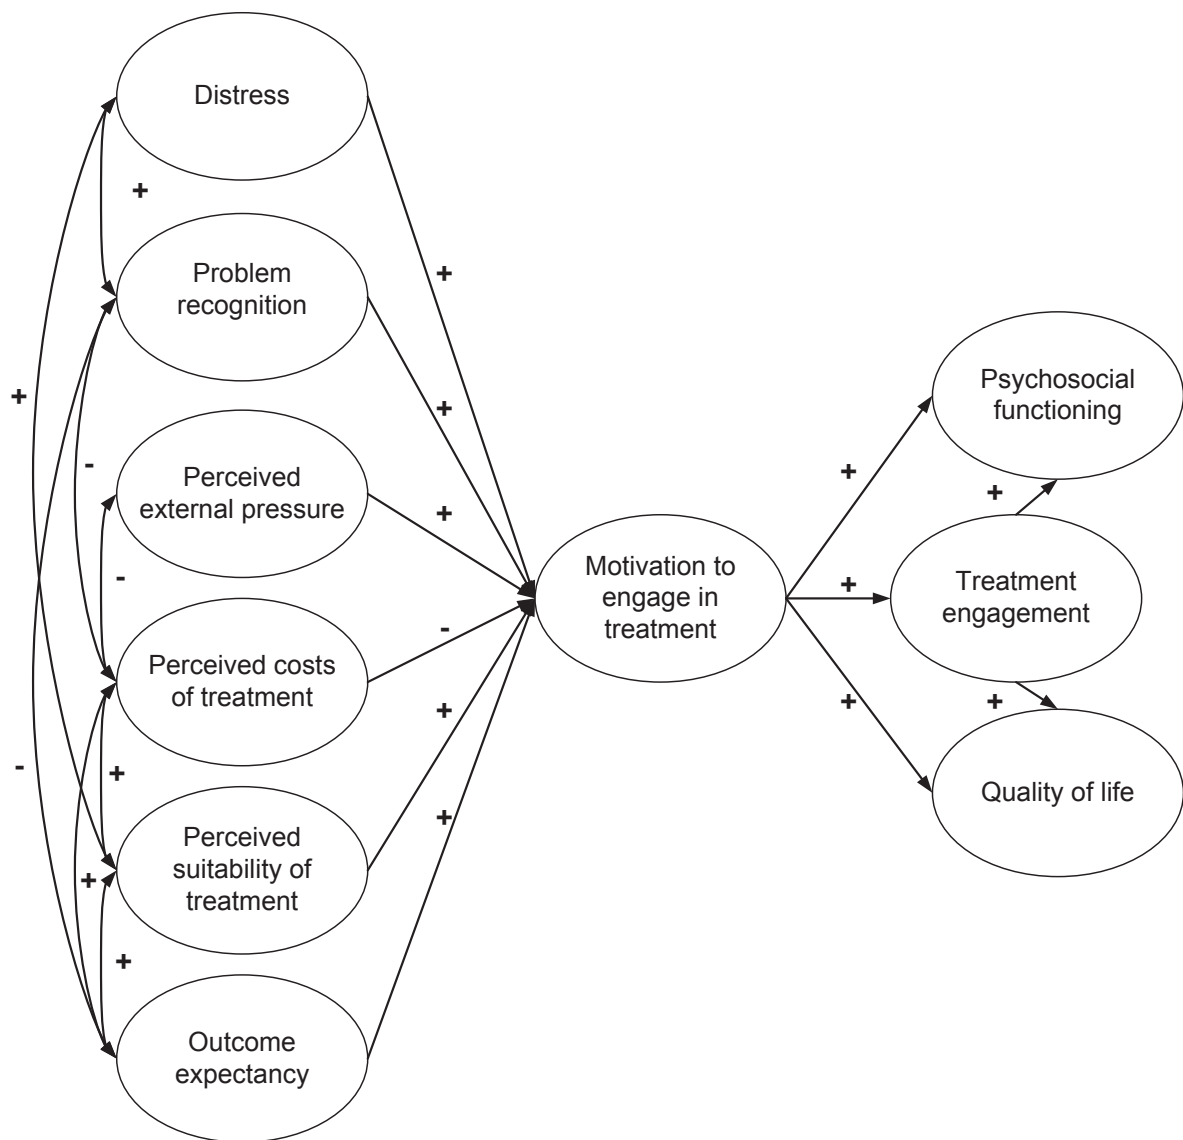 Distress
+
Problem
recognition
+
+
+
-
Perceived
external pressure
+
-
Perceived costs
of treatment
-
+
-
+
Perceived
suitability of
treatment
+
+
+
+
Outcome
expectancy
Motivation to
engage in
treatment
+
+
+
Psychosocial
functioning
+
Treatment
engagement
+
Quality of life